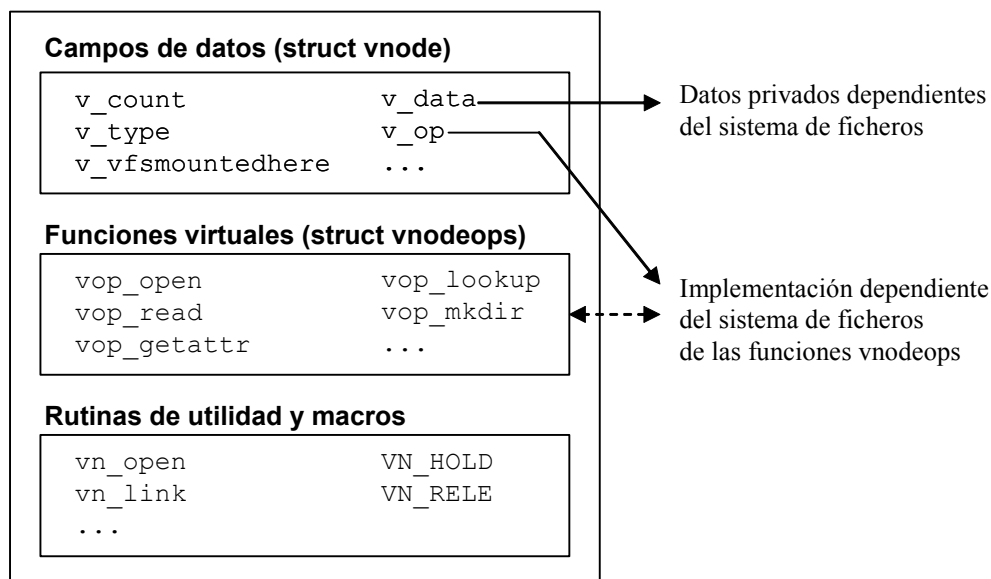 Campos de datos (struct vnode)
v_count v_data
v_type v_op
v_vfsmountedhere ...
Datos privados dependientes
del sistema de ficheros
Funciones virtuales (struct vnodeops)
vop_open vop_lookup
vop_read vop_mkdir
vop_getattr ...
Implementación dependiente
del sistema de ficheros
de las funciones vnodeops
Rutinas de utilidad y macros
vn_open VN_HOLD
vn_link VN_RELE
...